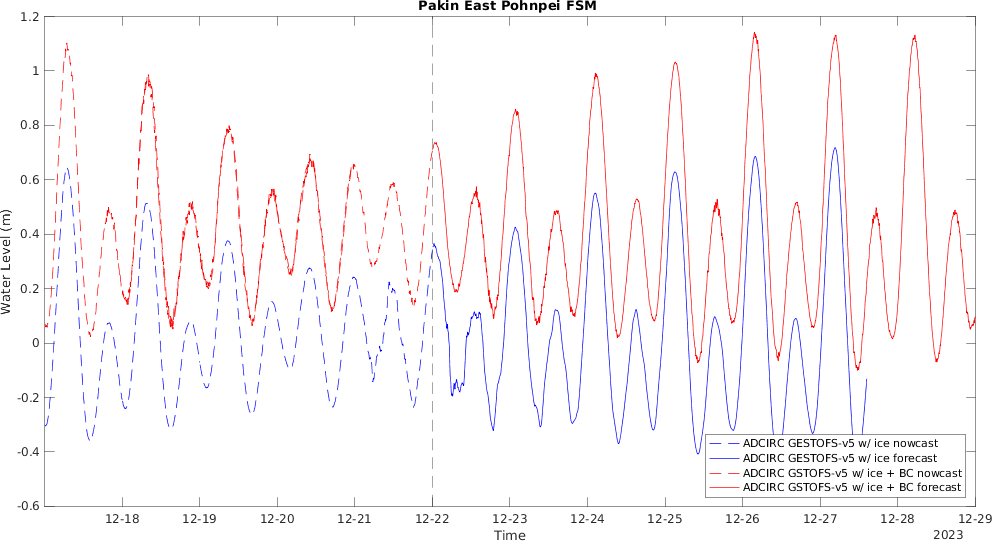 Pakin East Pohnpei FSM
Water Level (m)
1.2
1
0.8
0.6
0.4
0.2
0
-0.2
-0.4
-0.6
ADCIRC GESTOFS-v5 w/ ice nowcast
ADCIRC GESTOFS-v5 w/ ice forecast
ADCIRC GSTOFS-v5 w/ ice + BC nowcast
ADCIRC GSTOFS-v5 w/ ice + BC forecast
12-18 12-19 12-20 12-21 12-22 12-23 12-24 12-25 12-26 12-27 12-28 12-29
Time
2023